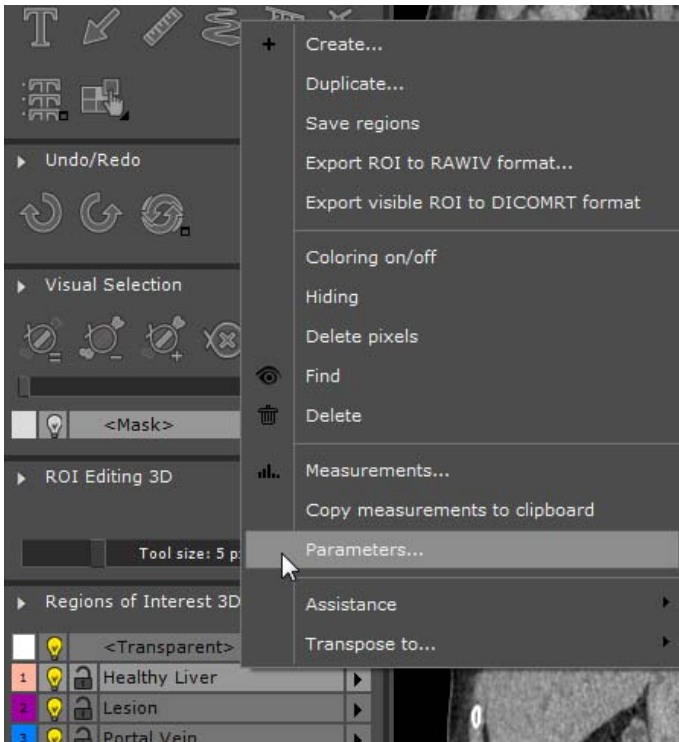 T
Create...
Duplicate...
Save regions
Export ROI to RAWIV format...
Undo/Redo
Export visible ROI to DICOMRT format
Coloring on/off
Visual Selection
Hiding
Delete pixels
Find
<Mask>
Delete
ROI Editing 3D
Measurements...
Copy measurements to clipboard
Tool size: 5 p
Parameters...
Regions of Interest 3D
Assistance
<Transparent>
Transpose to...
1 Healthy Liver
2 Lesion
3 Portal Vein